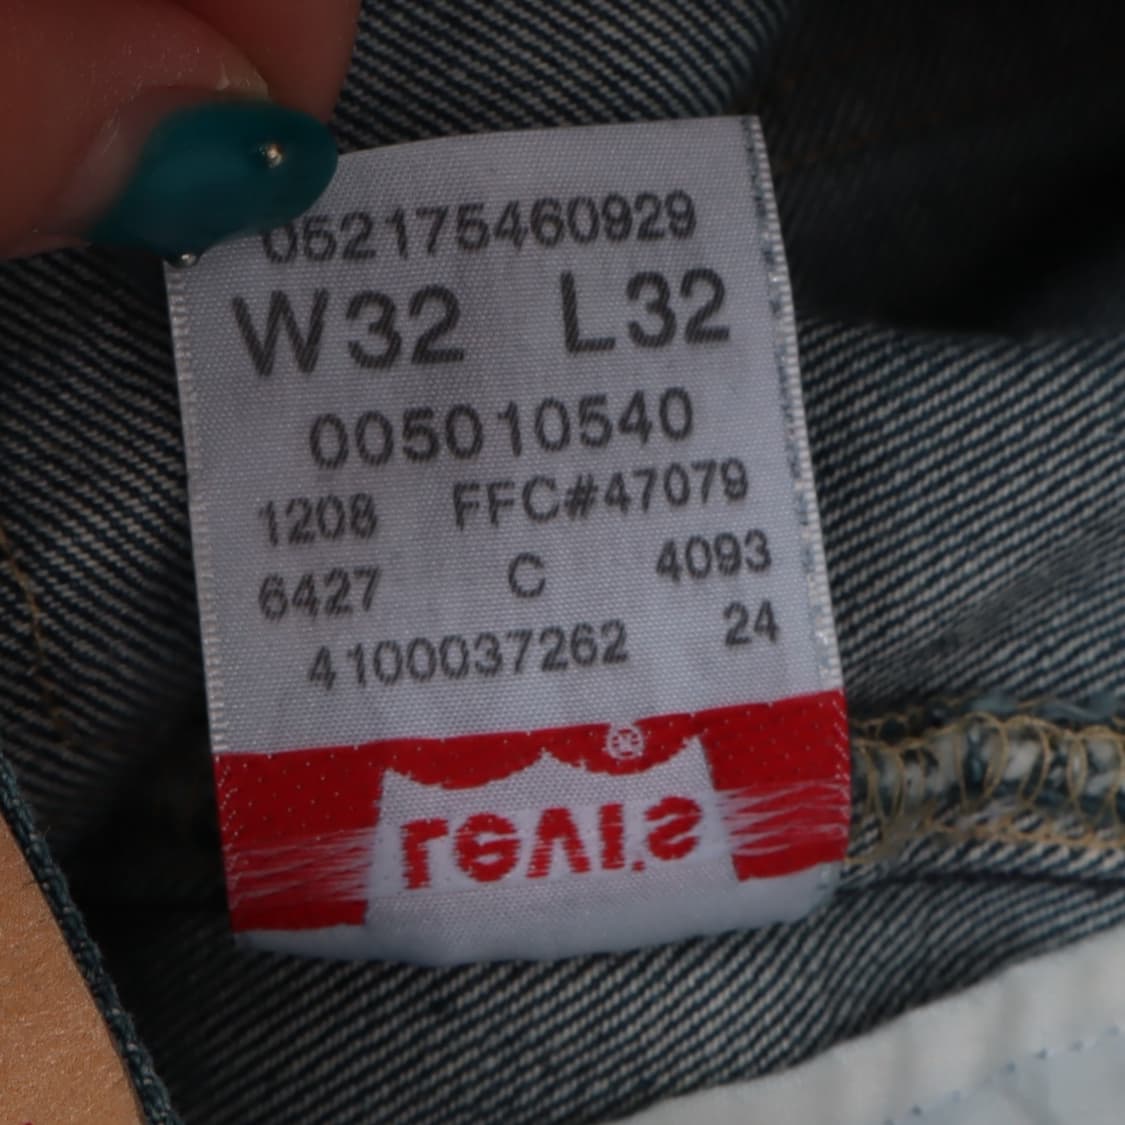 052175460929
W32 L32
005010540
1208 FFC#47079
6427 C 4093
4100037262 24
®
LEVI'S